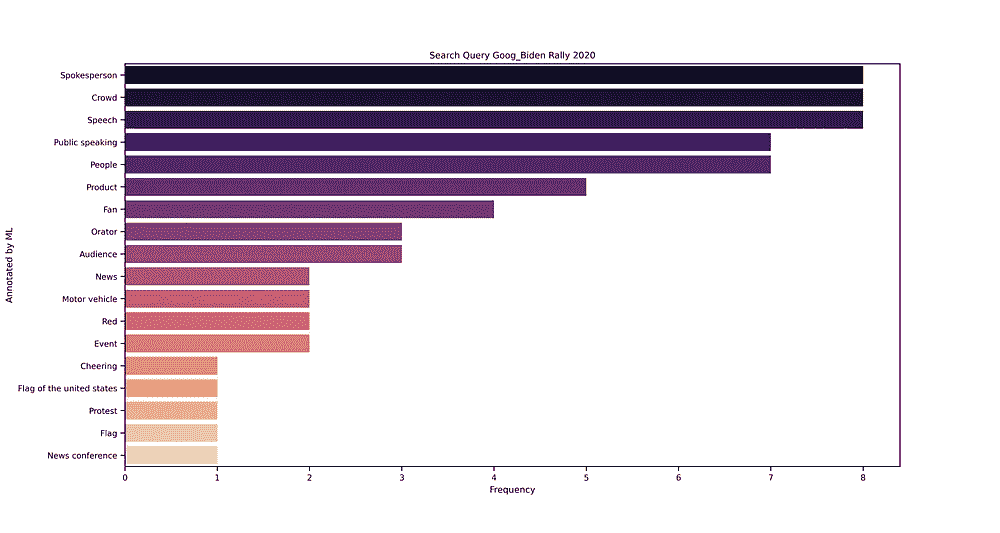 Search Query Goog_Biden Rally 2020
Spokesperson
Crowd
Speech
Public speaking
People
Product
Fan
Orator
Audience
News
Motor vehicle
Red
Event
Cheering
Flag of the united states
Protest
Flag
News conference
Annotated by ML
0 1 2 3 4 5 6 7 8
Frequency